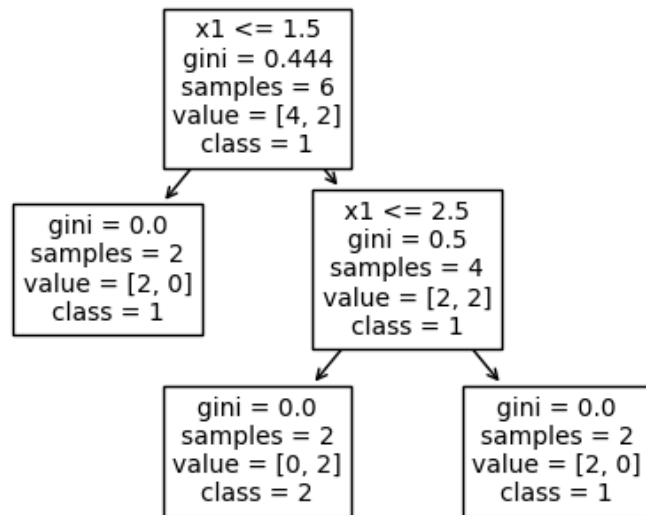 x1 <= 1.5
gini = 0.444
samples = 6
value = [4, 2]
class = 1
gini = 0.0
samples = 2
value = [2, 0]
class = 1
x1 <= 2.5
gini = 0.5
samples = 4
value = [2, 2]
class = 1
gini = 0.0
samples = 2
value = [0, 2]
class = 2
gini = 0.0
samples = 2
value = [2, 0]
class = 1